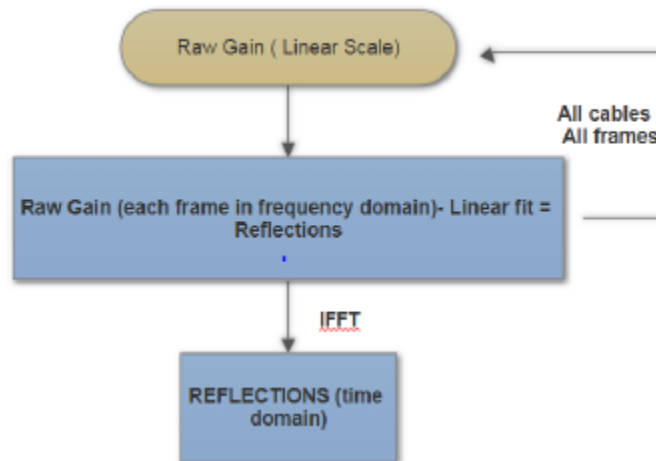 Raw Gain ( Linear Scale)
All cables
All frames
Raw Gain (each frame in frequency domain)- Linear fit =
Reflections
IFFT
REFLECTIONS (time
domain)